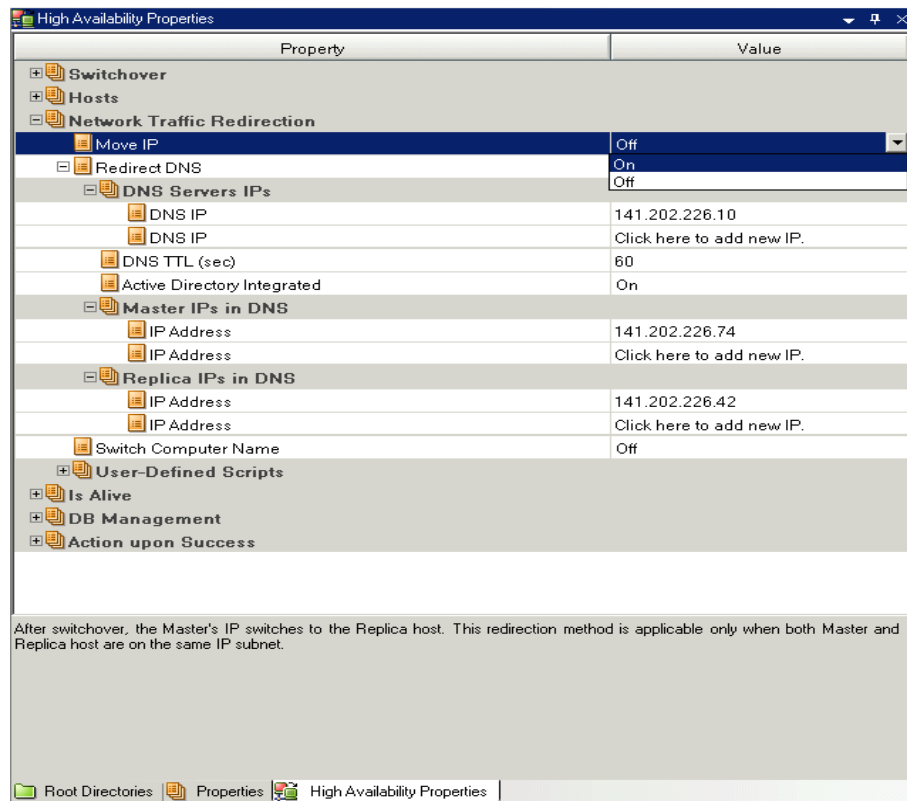 High Availability Properties
Property Value
Switchover
Hosts
Network Traffic Redirection
Move IP Off
Redirect DNS On
DNS Servers IPs Off
DNS IP 141.202.226.10
DNS IP Click here to add new IP.
DNS TTL (sec) 60
Active Directory Integrated On
Master IPs in DNS
IP Address 141.202.226.74
IP Address Click here to add new IP.
Replica IPs in DNS
IP Address 141.202.226.42
IP Address Click here to add new IP.
Switch Computer Name Off
User-Defined Scripts
Is Alive
DB Management
Action upon Success
After switchover, the Master's IP switches to the Replica host. This redirection method is applicable only when both Master and
Replica host are on the same IP subnet.
Root Directories Properties High Availability Properties